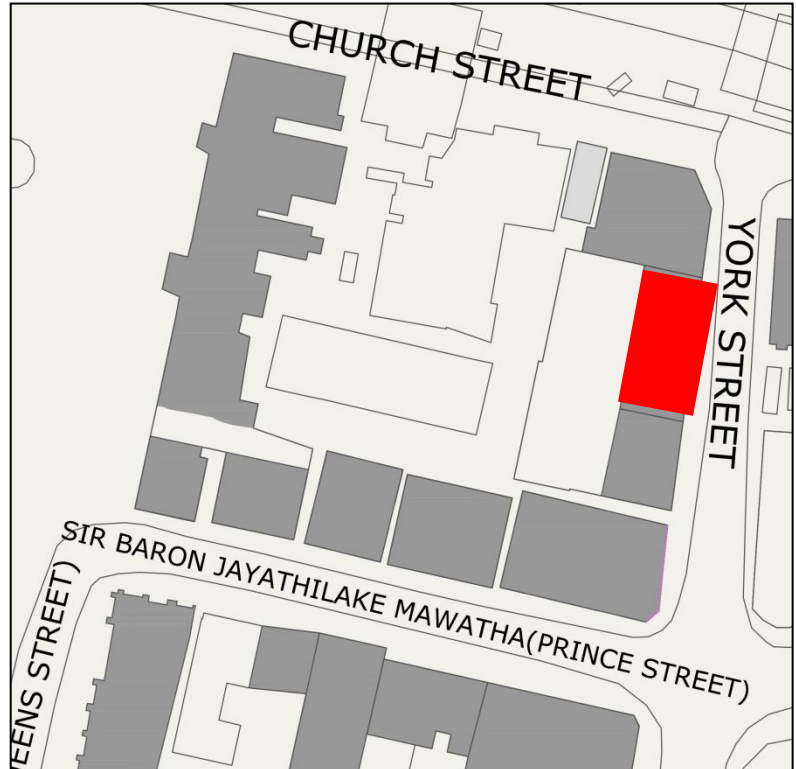 CHURCH STREET
YORK STREET
SIR BARON JAYATHILAKE MAWATHA(PRINCE STREET)
EENS STREET)